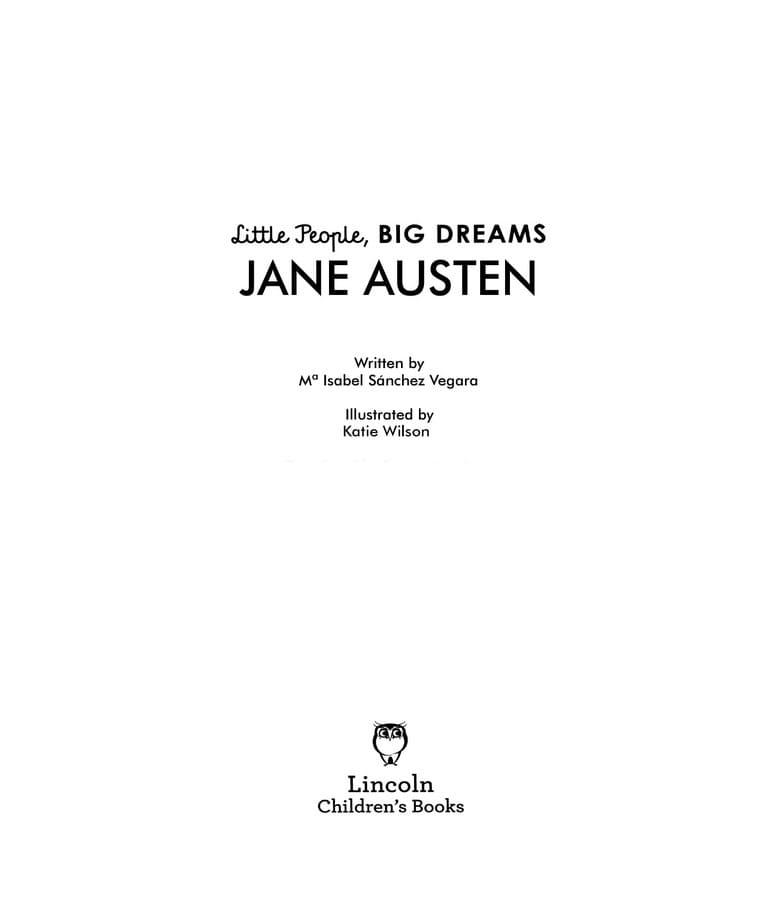 Little People, BIG DREAMS
JANE AUSTEN
Written by
Mª Isabel Sánchez Vegara
Illustrated by
Katie Wilson
Lincoln
Children's Books